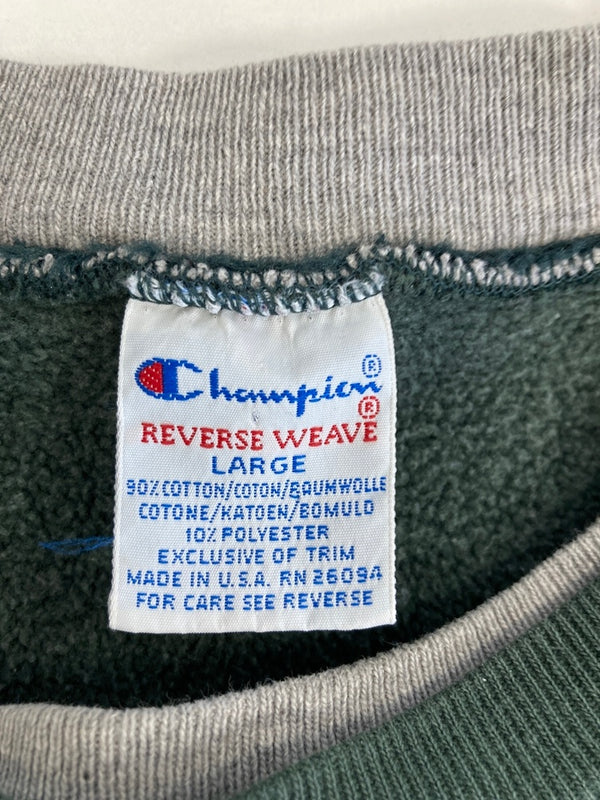 Champion®
REVERSE WEAVE®
LARGE
90% COTTON/COTON/BAUMWOLLE
COTONE/KATOEN/BOMULD
10% POLYESTER
EXCLUSIVE OF TRIM
MADE IN U.S.A. RN 26094
FOR CARE SEE REVERSE